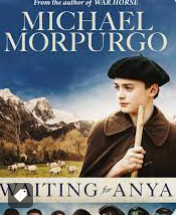 From the author of WAR HORSE
MICHAEL
MORPURGO
WAITING for ANYA